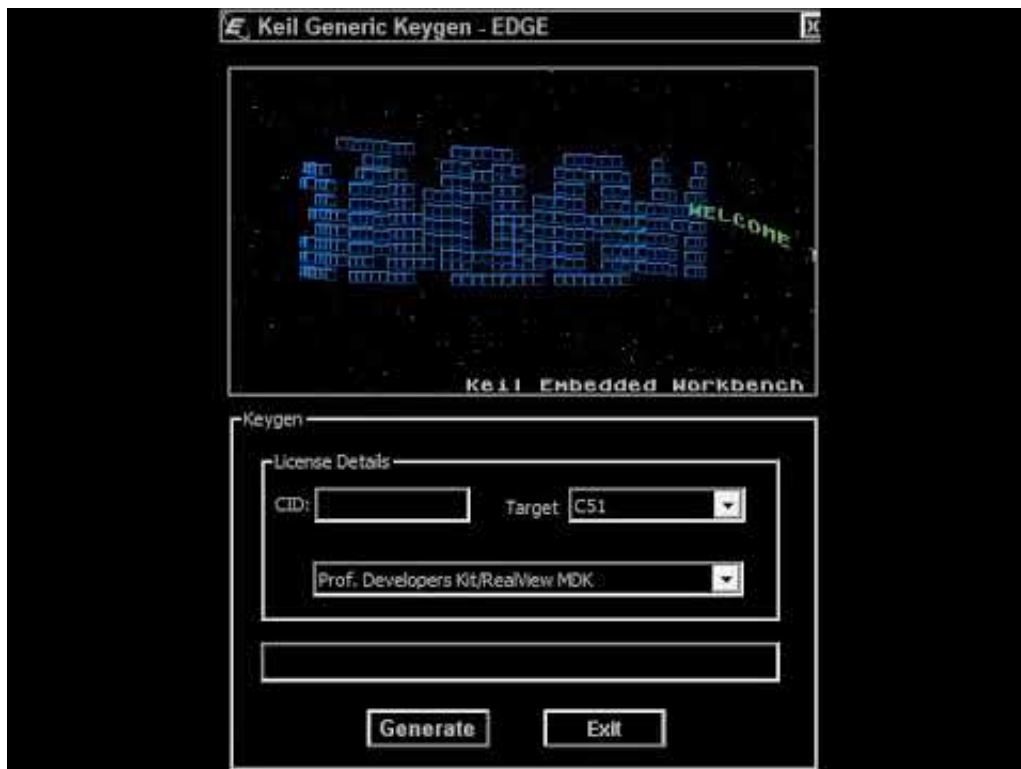 Keil Generic Keygen - EDGE
WELCOME
Keil Embedded Workbench
Keygen
License Details
CID:
Target
C51
Prof. Developers Kit/RealView MDK
Generate
Exit